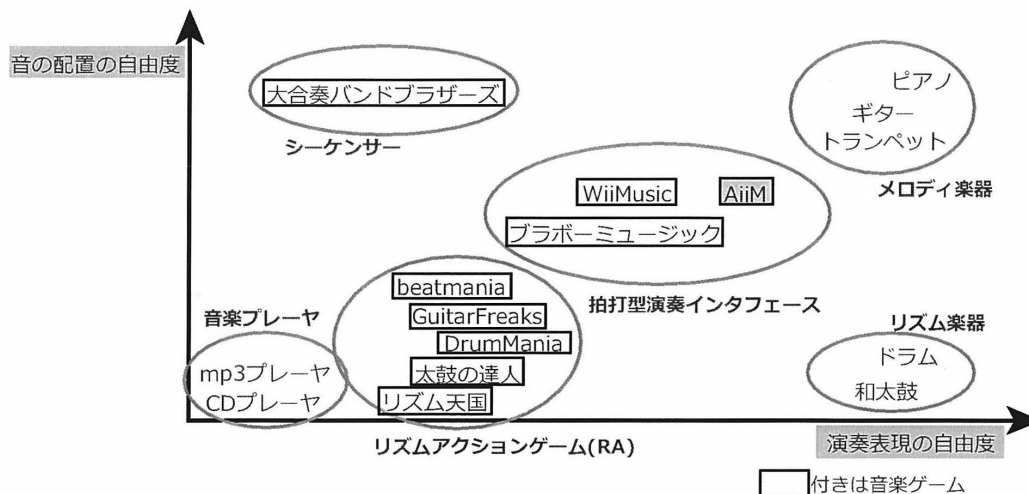 音の配置の自由度
大合奏バンドブラザーズ
シーケンサー
ピアノ
ギター
トランペット
メロディ楽器
WiiMusic
AiiM
ブラボーミュージック
拍打型演奏インタフェース
beatmania
GuitarFreaks
DrumMania
太鼓の達人
リズム天国
リズムアクションゲーム(RA)
音楽プレーヤ
mp3プレーヤ
CDプレーヤ
リズム楽器
ドラム
和太鼓
演奏表現の自由度
付きは音楽ゲーム